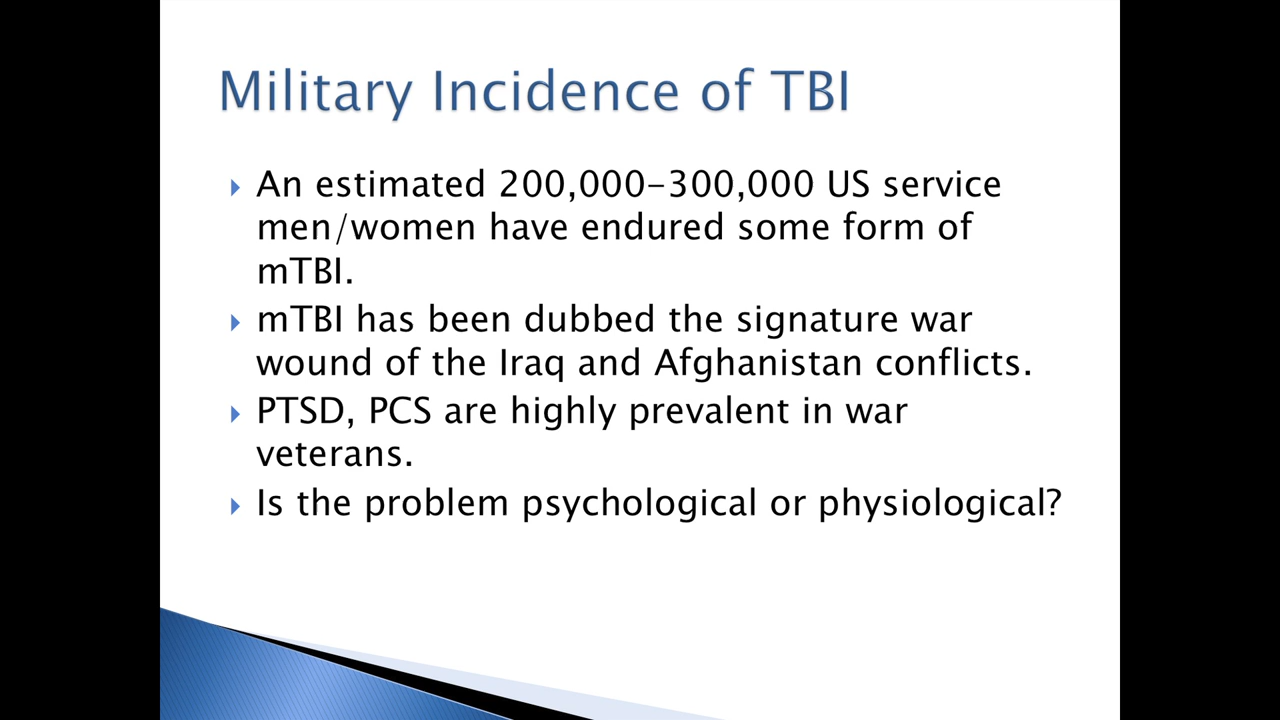 Military Incidence of TBI
An estimated 200,000-300,000 US service
men/women have endured some form of
mTBI.
mTBI has been dubbed the signature war
wound of the Iraq and Afghanistan conflicts.
PTSD, PCS are highly prevalent in war
veterans.
Is the problem psychological or physiological?